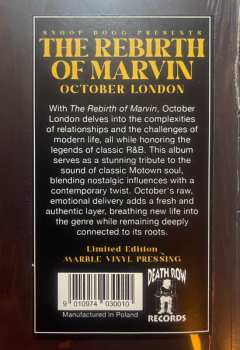 SNOOP DOGG PRESENTS
THE REBIRTH
OF MARVIN
OCTOBER LONDON
With The Rebirth of Marvin, October
London delves into the complexities
of relationships and the challenges of
modern life, all while honoring the
legends of classic R&B. This album
serves as a stunning tribute to the
sound of classic Motown soul,
blending nostalgic influences with a
contemporary twist. October's raw,
emotional delivery adds a fresh and
authentic layer, breathing new life into
the genre while remaining deeply
connected to its roots.
Limited Edition
MARBLE VINYL PRESSING
9 010974 030010
Manufactured in Poland
DEATH ROW
RECORDS